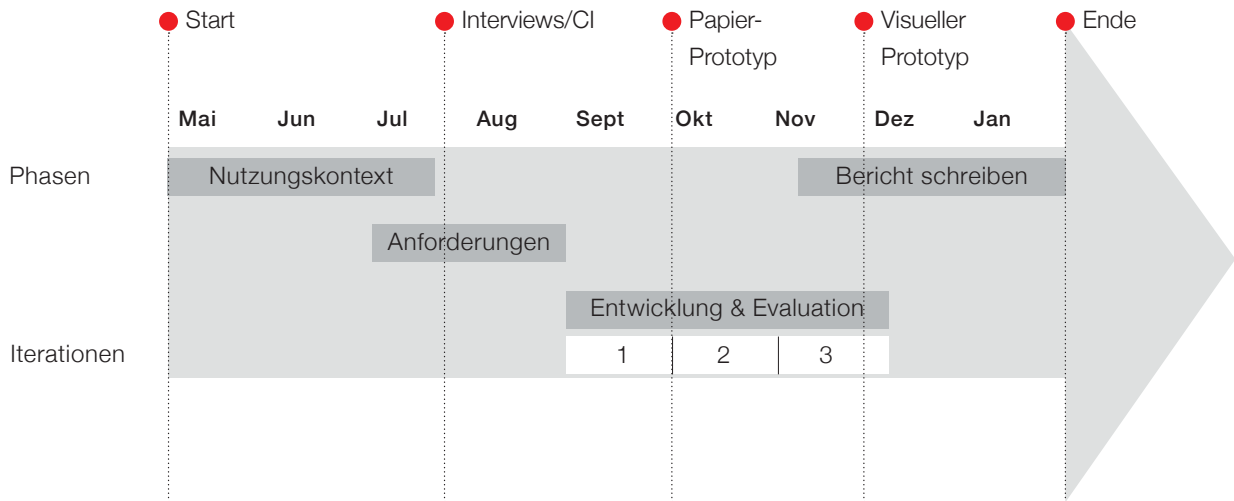 Start
Interviews/CI
Papier-
Prototyp
Visueller
Prototyp
Ende
Mai Jun Jul Aug Sept Okt Nov Dez Jan
Phasen
Nutzungskontext
Bericht schreiben
Anforderungen
Entwicklung & Evaluation
Iterationen
1 2 3